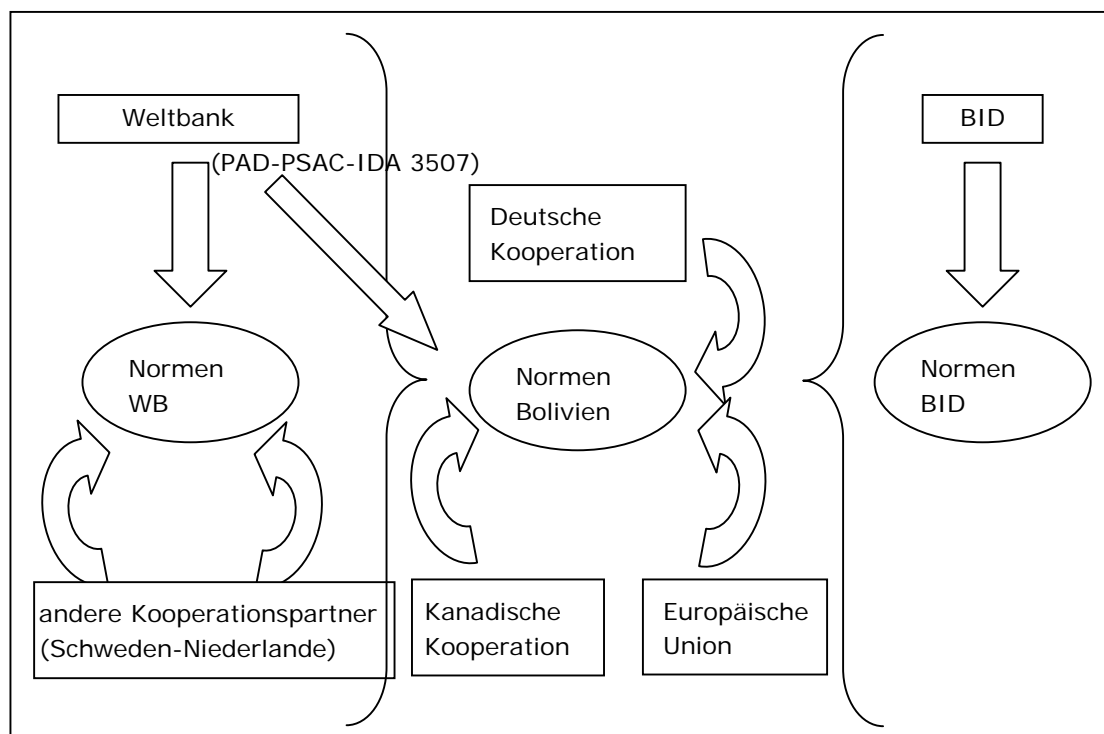 Weltbank
(PAD-PSAC-IDA 3507)
BID
Deutsche
Kooperation
Normen
WB
Normen
Bolivien
Normen
BID
andere Kooperationspartner
(Schweden-Niederlande)
Kanadische
Kooperation
Europäische
Union